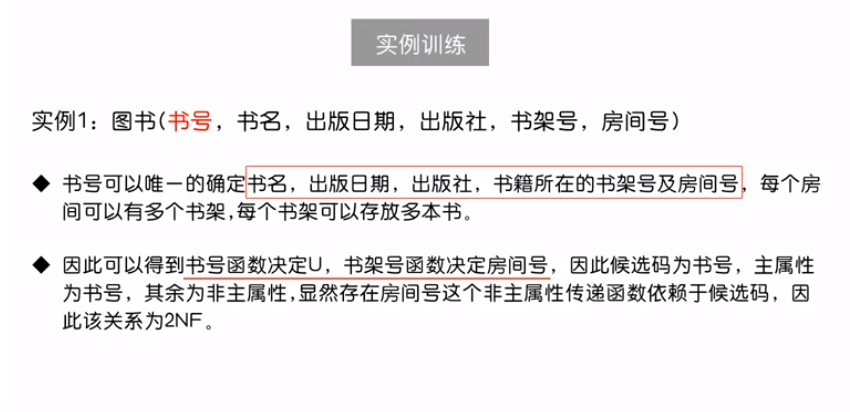 实例训练
实例1：图书(书号，书名，出版日期，出版社，书架号，房间号)
◆ 书号可以唯一的确定书名，出版日期，出版社，书籍所在的书架号及房间号，每个房
间可以有多个书架,每个书架可以存放多本书。
◆ 因此可以得到书号函数决定U，书架号函数决定房间号，因此候选码为书号，主属性
为书号，其余为非主属性,显然存在房间号这个非主属性传递函数依赖于候选码，因
此该关系为2NF。